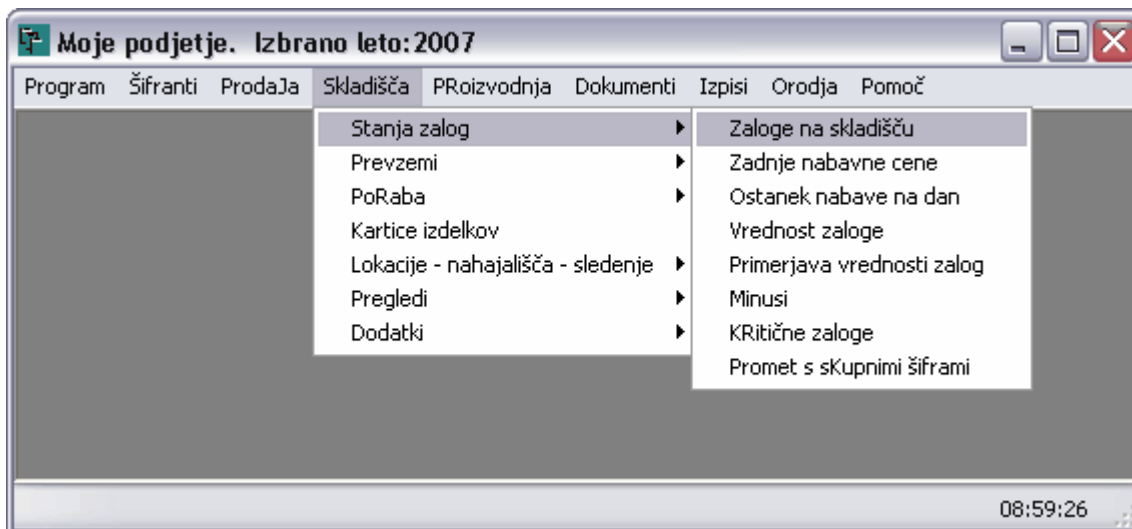 Moje podjetje. Izbrano leto:2007
Program Šifranti ProdaJa Skladišča PRoizvodnja Dokumenti Izpisi Orodja Pomoč
Stanja zalog
Prevzemi
PoRaba
Kartice izdelkov
Lokacije - nahajališča - sledenje
Pregledi
Dodatki
Zaloge na skladišču
Zadnje nabavne cene
Ostanek nabave na dan
Vrednost zaloge
Primerjava vrednosti zalog
Minusi
KRitične zaloge
Promet s sKupnimi šiframi
08:59:26